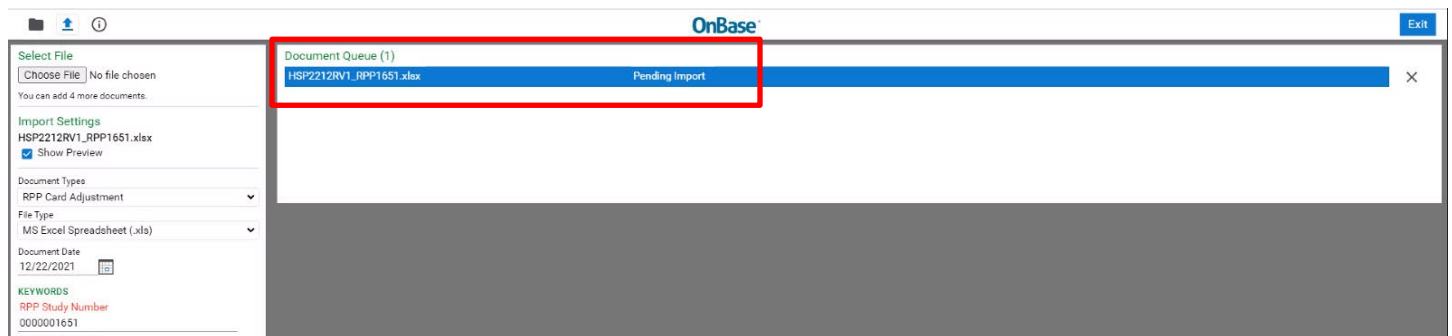 OnBase
Exit
Select File
Choose File No file chosen
You can add 4 more documents.
Import Settings
HSP2212RV1_RPP1651.xlsx
Show Preview
Document Types
RPP Card Adjustment
File Type
MS Excel Spreadsheet (.xls)
Document Date
12/22/2021
KEYWORDS
RPP Study Number
0000001651
Document Queue (1)
HSP2212RV1_RPP1651.xlsx Pending Import